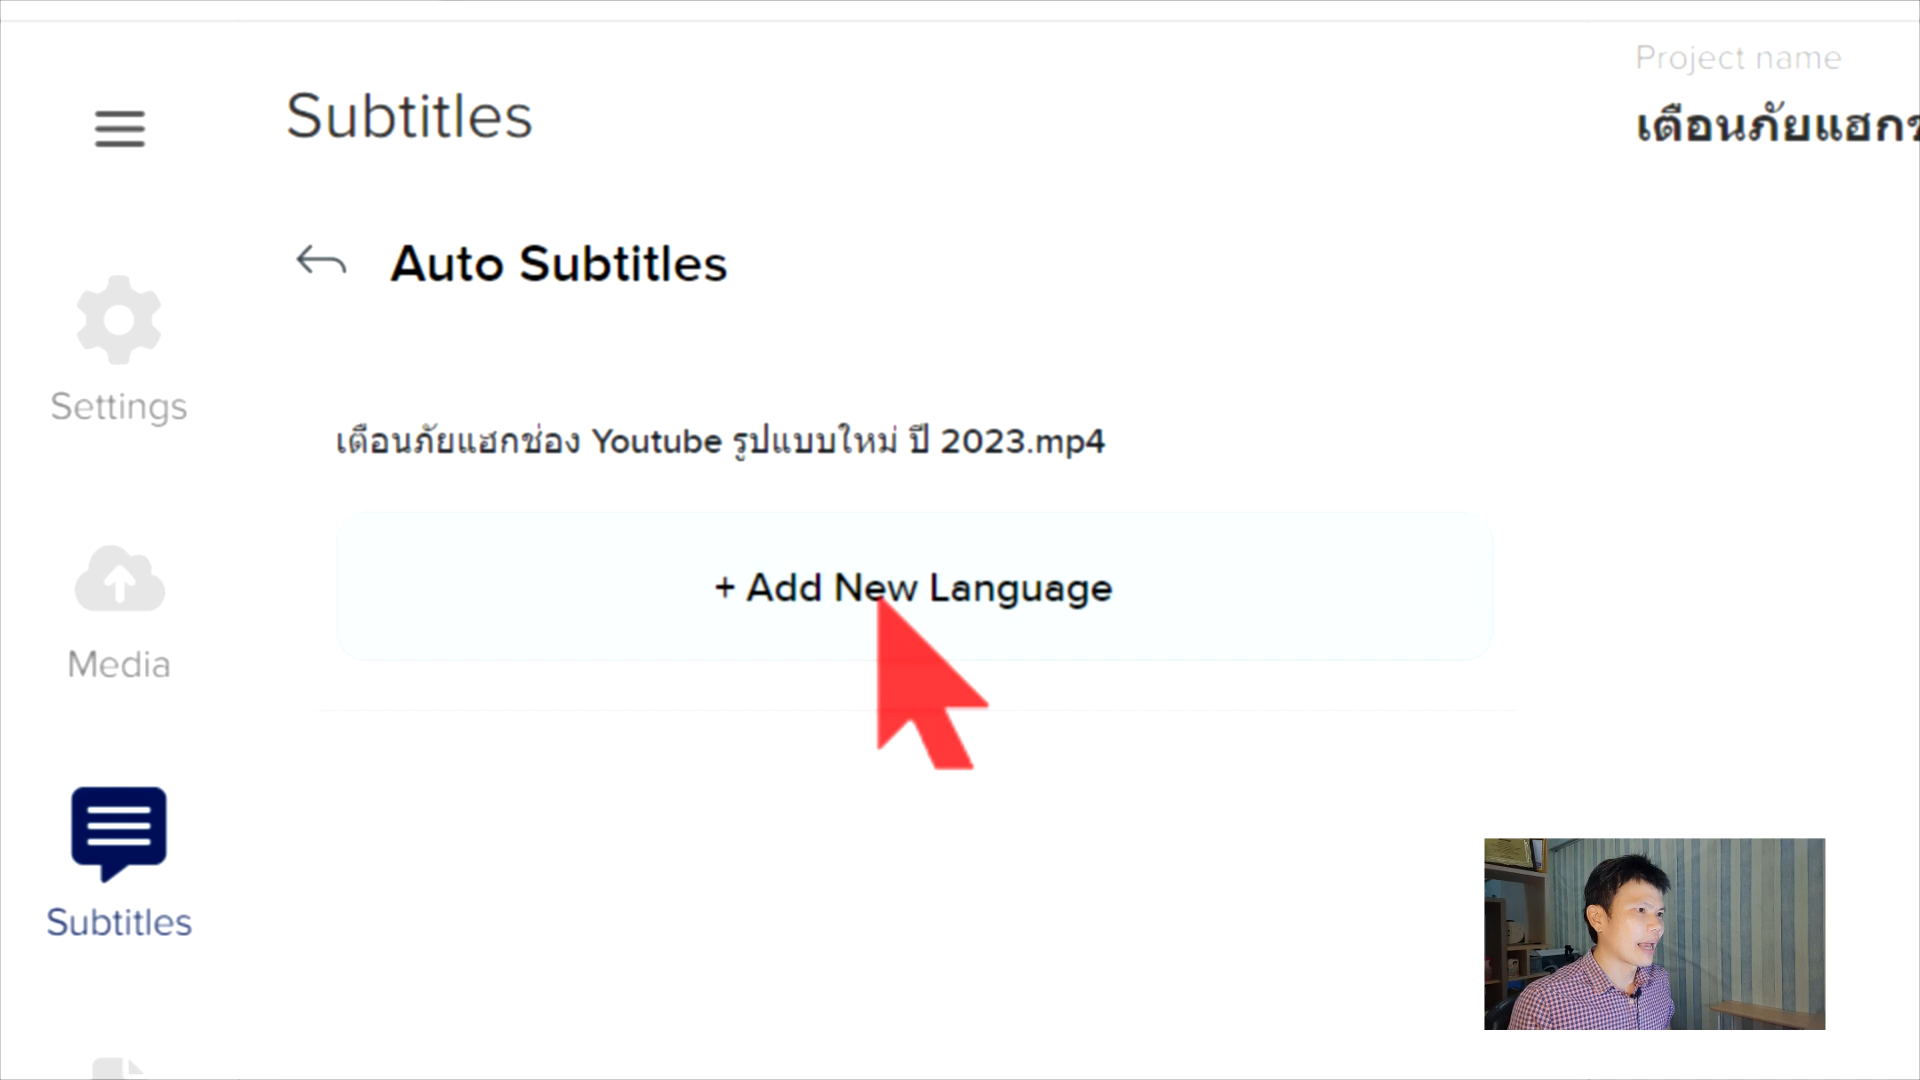 Project name
Subtitles
เตือนภัยแฮก
Auto Subtitles
Settings
เตือนภัยแฮกช่อง Youtube รูปแบบใหม่ ปี 2023.mp4
+ Add New Language
Media
Subtitles